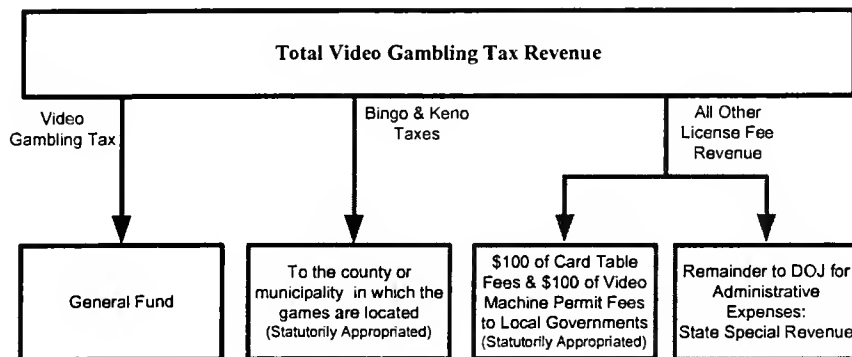 Total Video Gambling Tax Revenue
Video
Gambling Tax
Bingo & Keno
Taxes
All Other
License Fee
Revenue
General Fund
To the county or
municipality in which the
games are located
(Statutorily Appropriated)
$100 of Card Table
Fees & $100 of Video
Machine Permit Fees
to Local Governments
(Statutorily Appropriated)
Remainder to DOJ for
Administrative
Expenses:
State Special Revenue